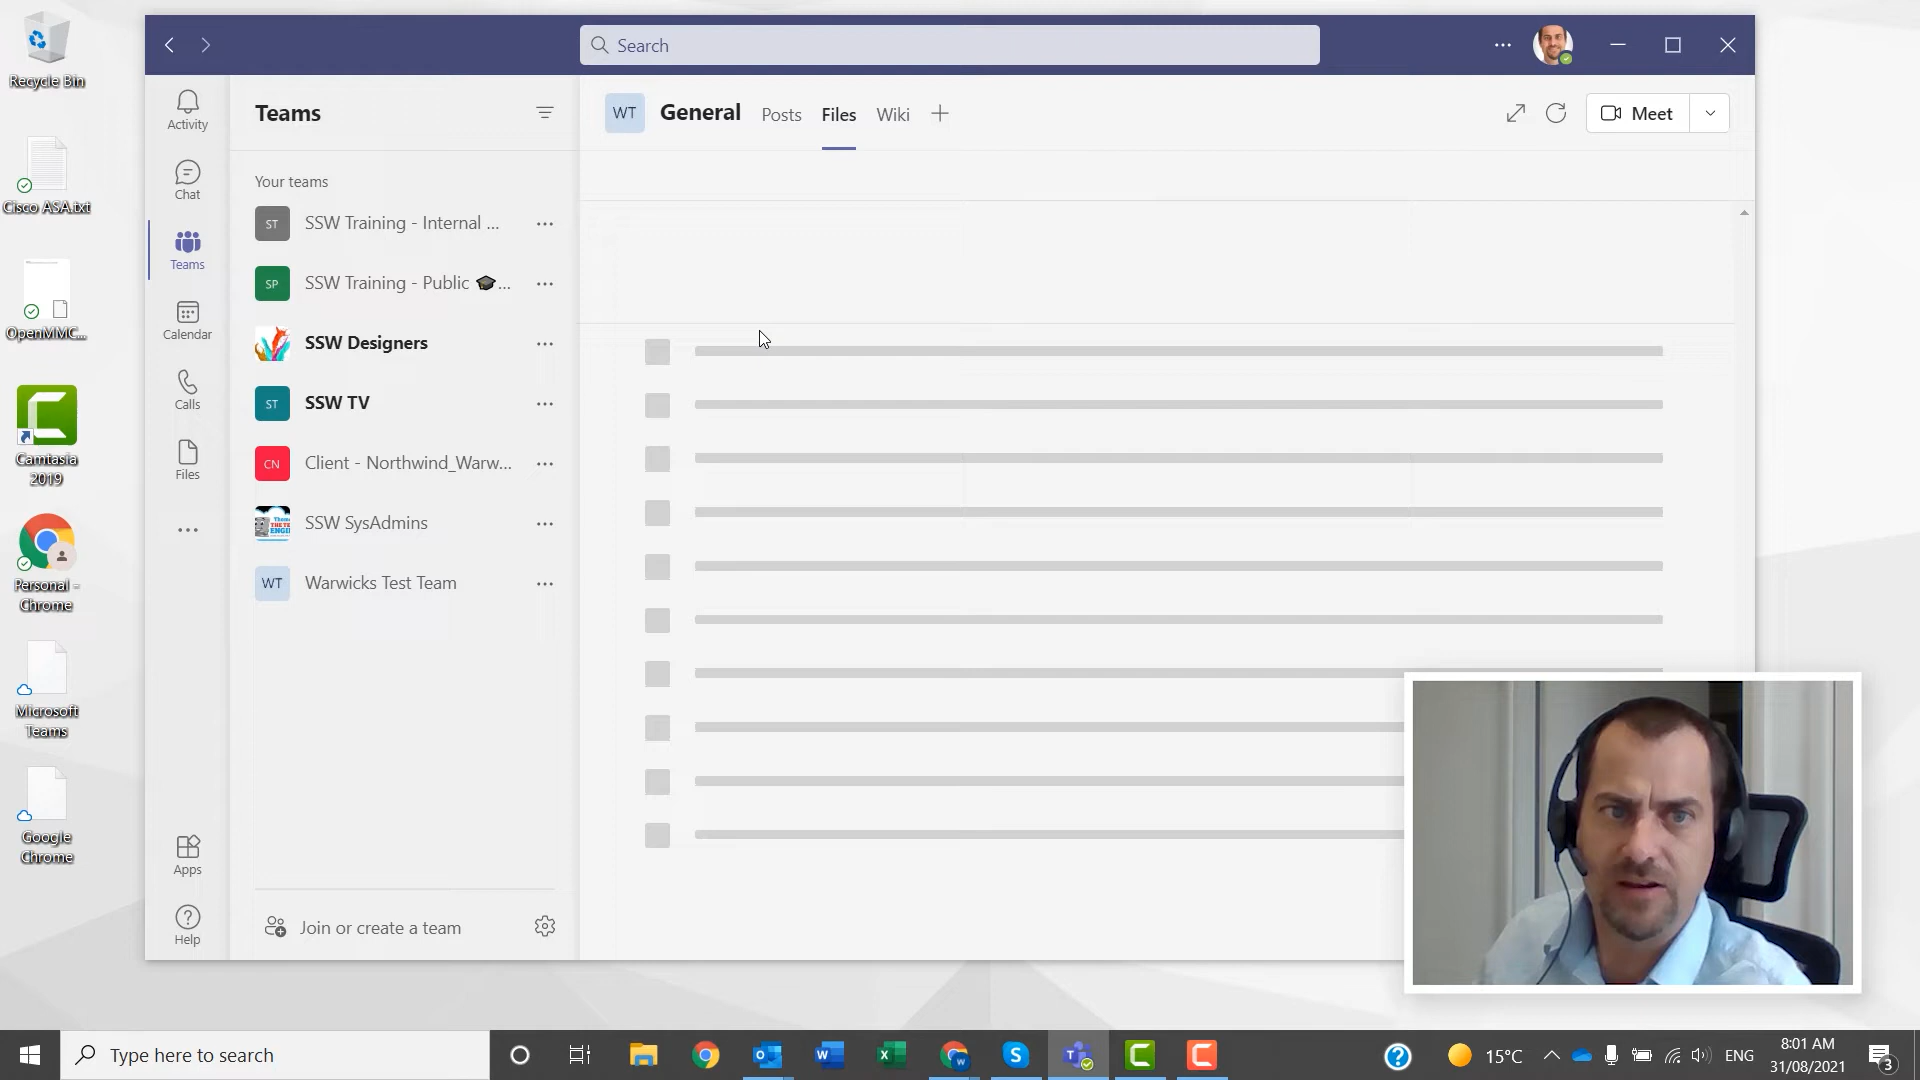 Recycle Bin
Cisco ASA.txt
OpenMMC...
Camtasia
2019
Personal -
Chrome
Microsoft
Teams
Google
Chrome
Search
Activity
Chat
Teams
Calendar
Calls
Files
Apps
Help
Teams
Your teams
ST SSW Training - Internal ...
SP SSW Training - Public 🎓...
SSW Designers
ST SSW TV
CN Client - Northwind_Warw...
SSW SysAdmins
WT Warwicks Test Team
Join or create a team
WT General Posts Files Wiki
Meet
Type here to search
15°C
ENG
8:01 AM
31/08/2021
3